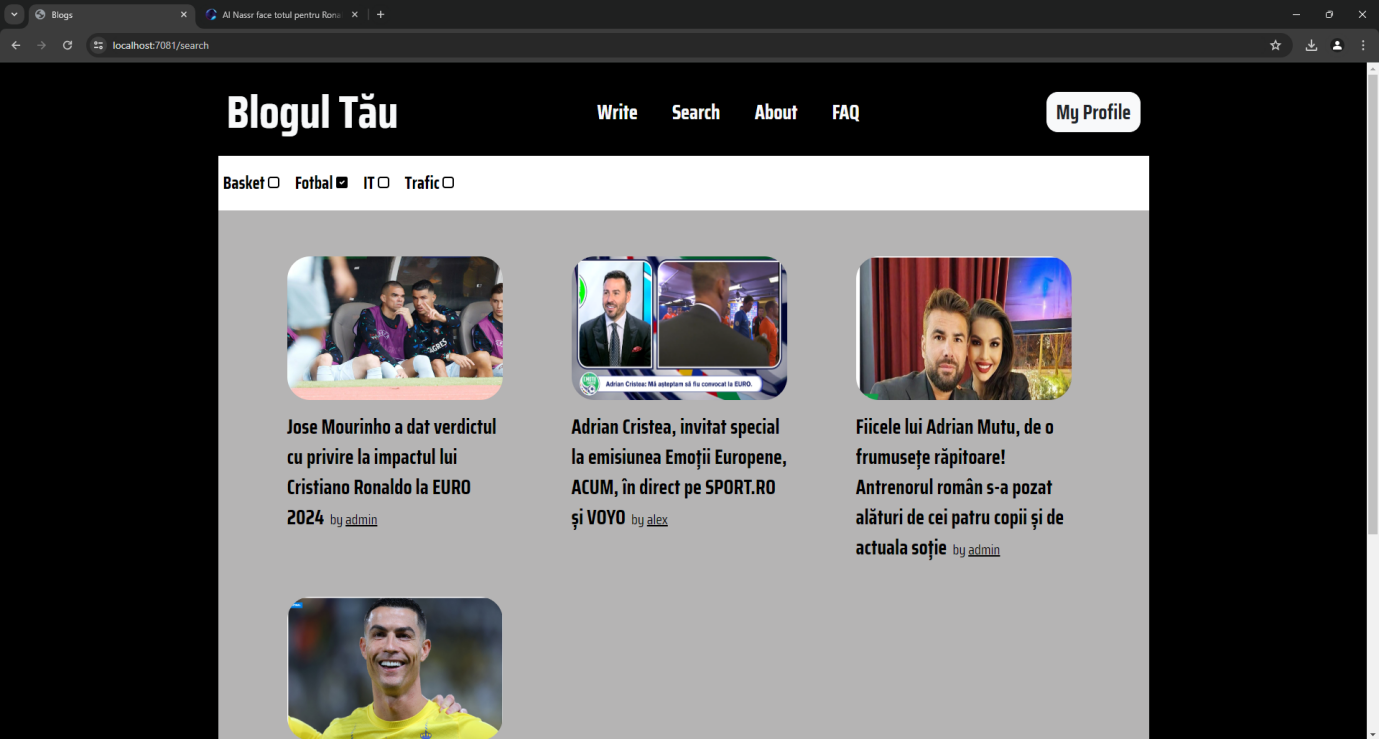 Blogs
Al Nassr face totul pentru Rona
localhost:7081/search
Blogul Tău
Write
Search
About
FAQ
My Profile
Basket
Fotbal
IT
Trafic
Adrian Cristea: Mă așteptam să fiu convocat la EURO.
Jose Mourinho a dat verdictul
cu privire la impactul lui
Cristiano Ronaldo la EURO
2024 by admin
Adrian Cristea, invitat special
la emisiunea Emoții Europene,
ACUM, în direct pe SPORT.RO
și VOYO by alex
Fiicele lui Adrian Mutu, de o
frumusețe răpitoare!
Antrenorul român s-a pozat
alături de cei patru copii și de
actuala soție by admin